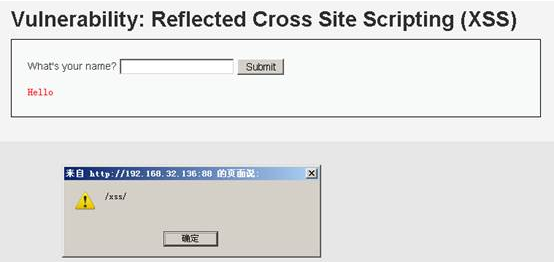 Vulnerability: Reflected Cross Site Scripting (XSS)
What's your name? Submit
Hello
来自 http://192.168.32.136:88 的页面说:
/xss/
确定